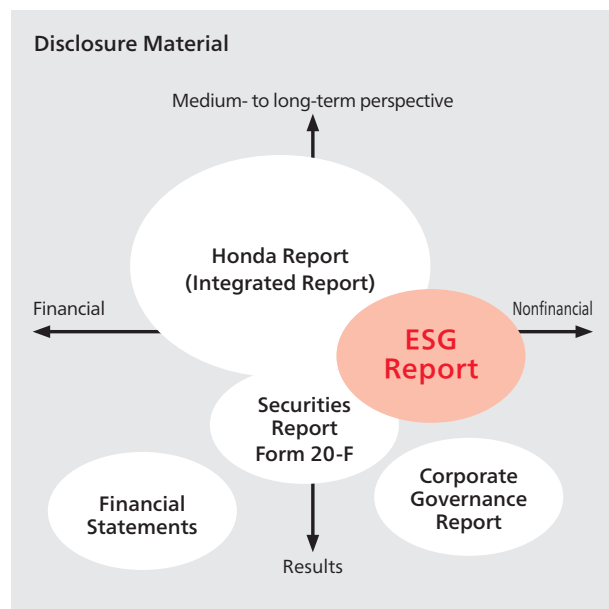 Disclosure Material
Medium- to long-term perspective
Honda Report
(Integrated Report)
Financial
Nonfinancial
ESG
Report
Securities
Report
Form 20-F
Financial
Statements
Corporate
Governance
Report
Results